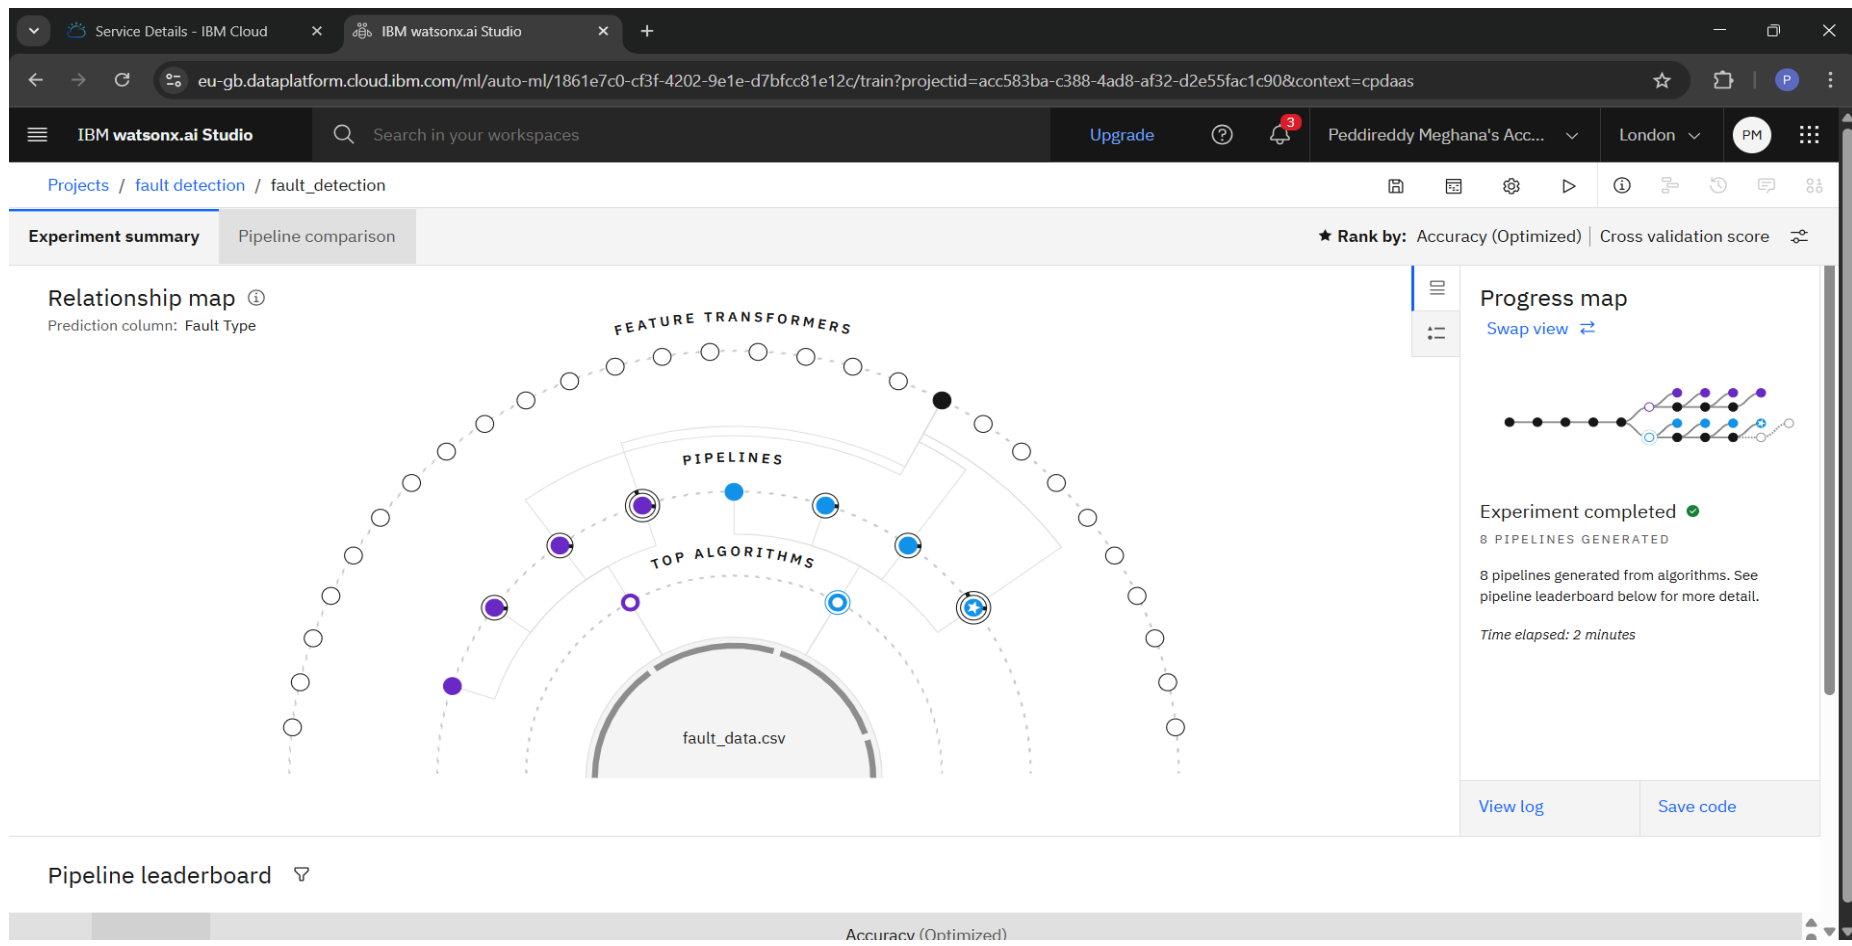 Service Details - IBM Cloud
IBM watsonx.ai Studio
eu-gb.dataplatform.cloud.ibm.com/ml/auto-ml/1861e7c0-cf3f-4202-9e1e-d7bfcc81e12c/train?projectid=acc583ba-c388-4ad8-af32-d2e55fac1c90&context=cpdaas
P
IBM watsonx.ai Studio
Search in your workspaces
Upgrade
3
Peddireddy Meghana's Acc...
London
PM
Projects / fault detection / fault_detection
Experiment summary
Pipeline comparison
Rank by: Accuracy (Optimized) | Cross validation score
Relationship map
Prediction column: Fault Type
FEATURE TRANSFORMERS
PIPELINES
TOP ALGORITHMS
fault_data.csv
Progress map
Swap view
Experiment completed
8 PIPELINES GENERATED
8 pipelines generated from algorithms. See
pipeline leaderboard below for more detail.
Time elapsed: 2 minutes
View log
Save code
Pipeline leaderboard
Accuracy (Optimized)